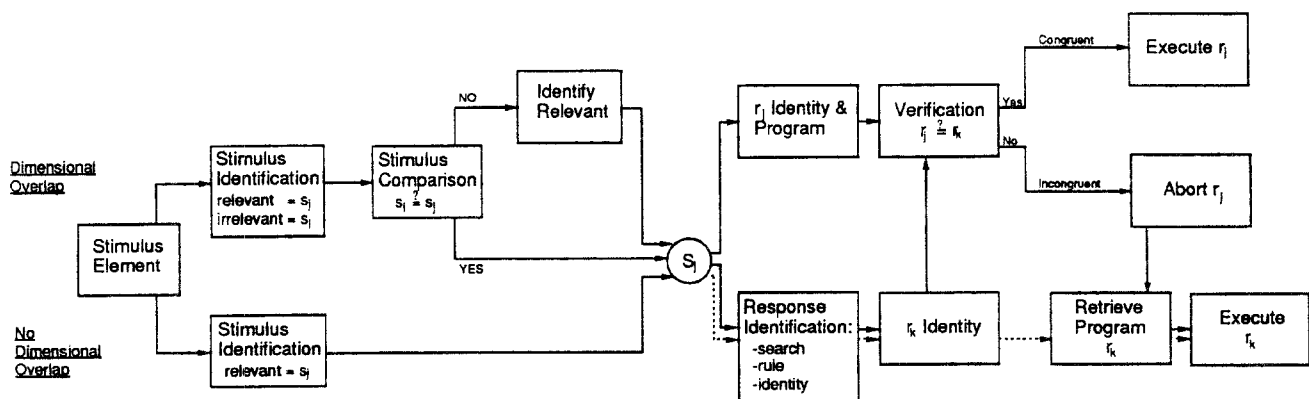 Dimensional
Overlap
No
Dimensional
Overlap
Stimulus
Element
Stimulus
Identification
relevant = sj
irrelevant = sj
Stimulus
Identification
relevant = sj
Stimulus
Comparison
si ?= sj
NO
YES
Identify
Relevant
Sj
rj Identity &
Program
Response
Identification:
-search
-rule
-identity
Verification
rj ?= rk
rk Identity
Yes
No
Congruent
Incongruent
Execute rj
Abort rj
Retrieve
Program
rk
Execute
rk